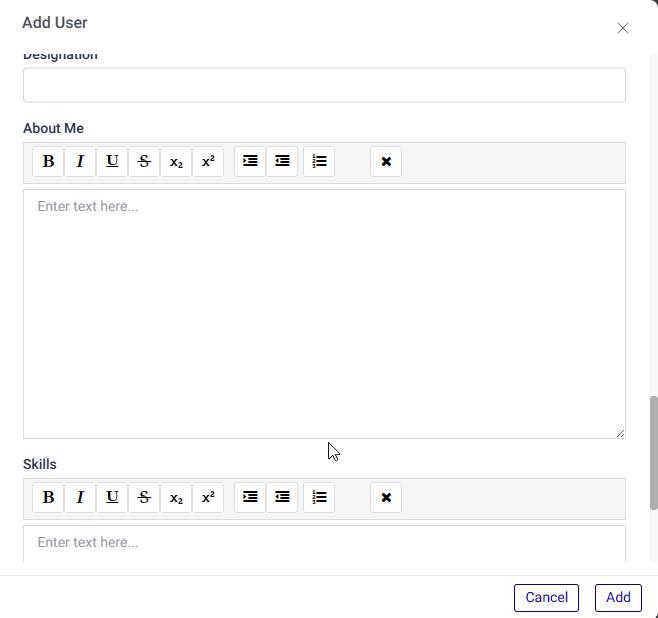 Add User
Designation
About Me
B I U S x₂ x²
Enter text here...
Skills
B I U S x₂ x²
Enter text here...
Cancel Add